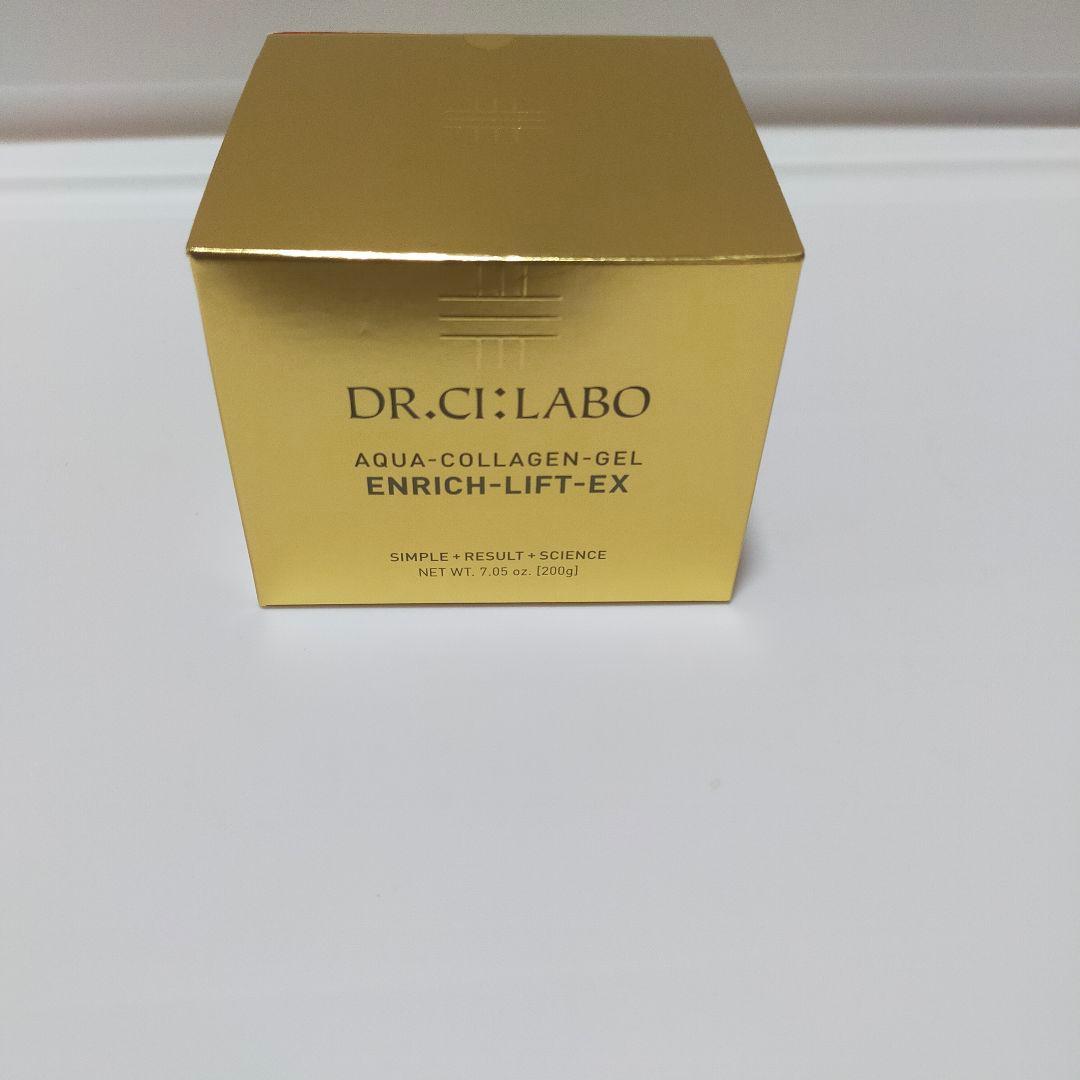 DR.CI:LABO
AQUA-COLLAGEN-GEL
ENRICH-LIFT-EX
SIMPLE + RESULT + SCIENCE
NET WT. 7.05 oz. [200g]